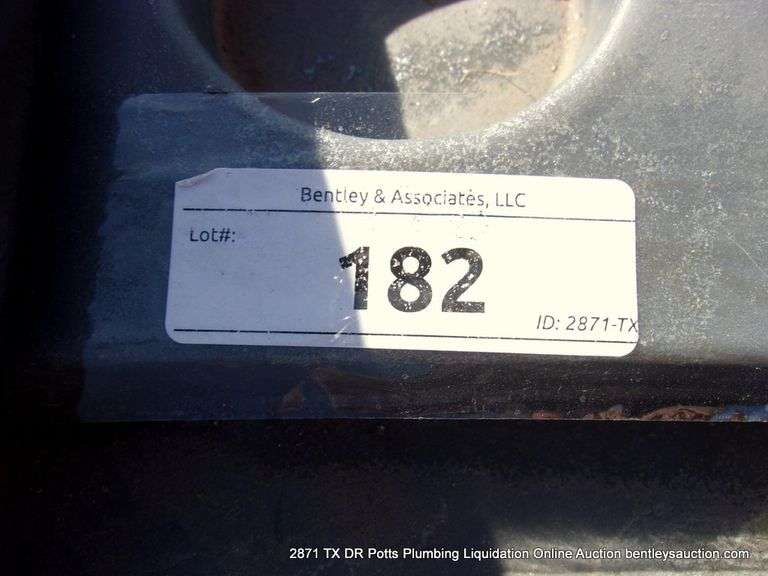 Bentley & Associates, LLC
Lot#:
182
ID: 2871-TX
2871 TX DR Potts Plumbing Liquidation Online Auction bentleysauction.com